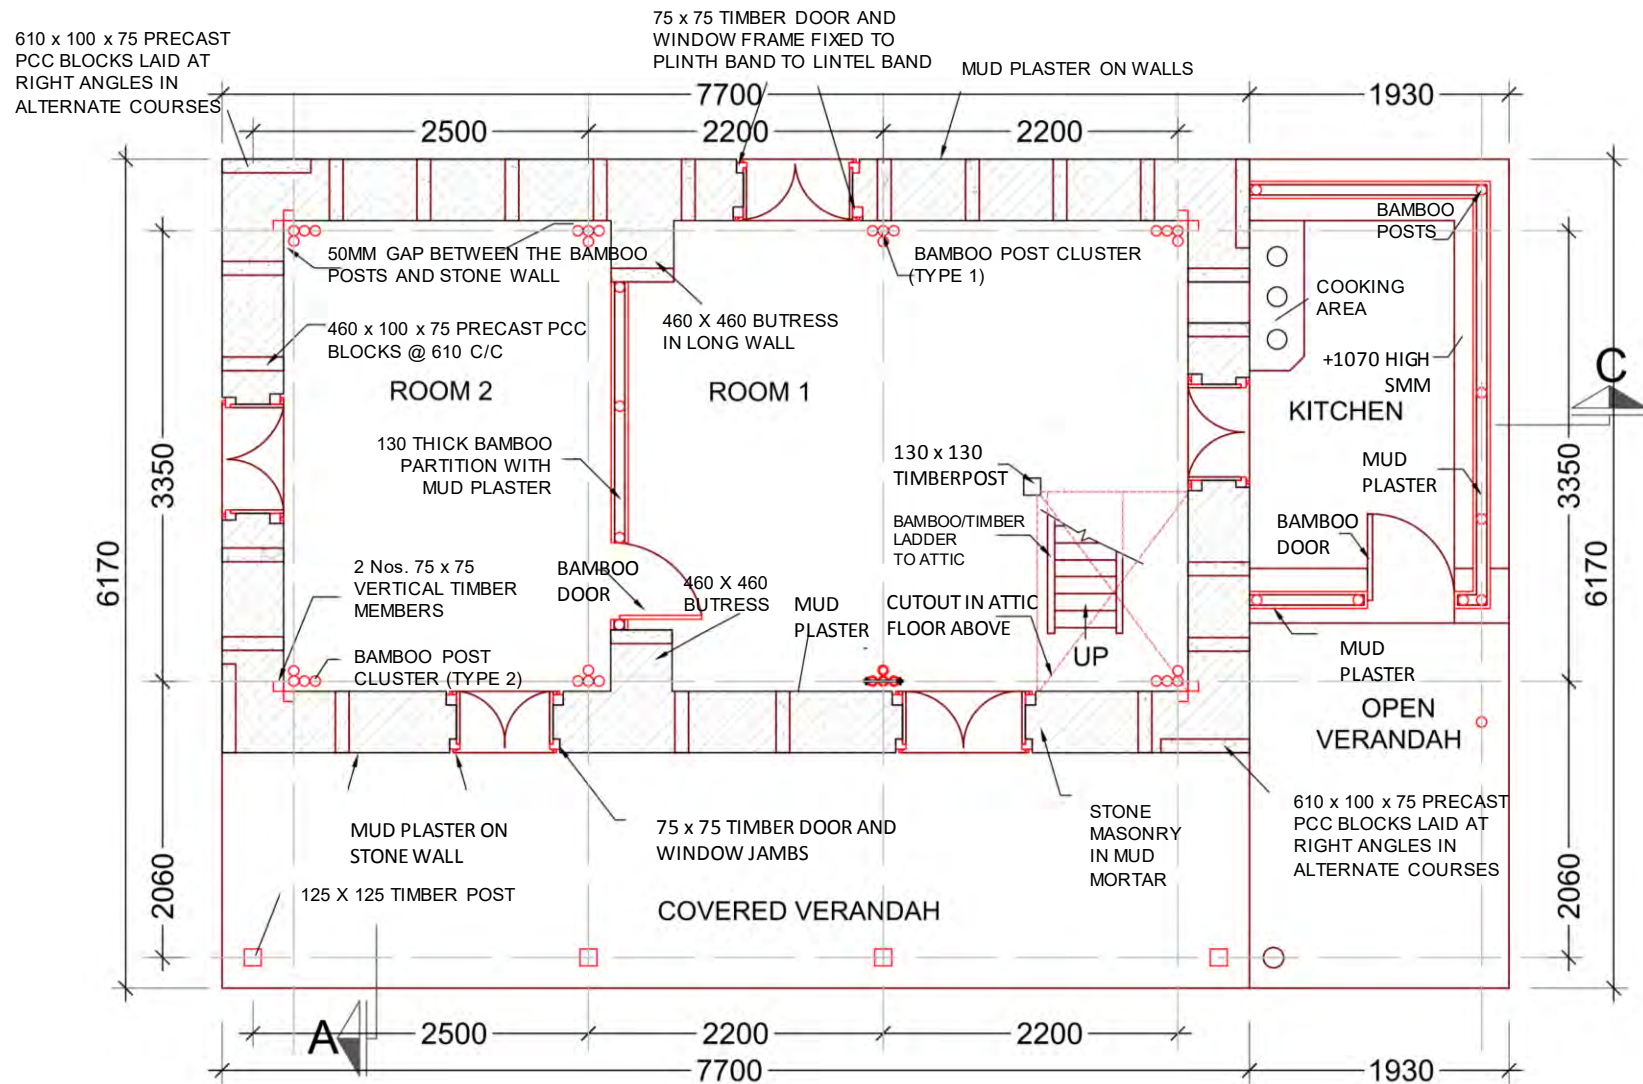 610 x 100 x 75 PRECAST
PCC BLOCKS LAID AT
RIGHT ANGLES IN
ALTERNATE COURSES
75 x 75 TIMBER DOOR AND
WINDOW FRAME FIXED TO
PLINTH BAND TO LINTEL BAND
MUD PLASTER ON WALLS
7700
1930
2500
2200
2200
50MM GAP BETWEEN THE BAMBOO
POSTS AND STONE WALL
BAMBOO POST CLUSTER
(TYPE 1)
BAMBOO
POSTS
460 x 100 x 75 PRECAST PCC
BLOCKS @ 610 C/C
460 X 460 BUTRESS
IN LONG WALL
COOKING
AREA
+1070 HIGH
SMM
ROOM 2
ROOM 1
KITCHEN
C
130 THICK BAMBOO
PARTITION WITH
MUD PLASTER
130 x 130
TIMBERPOST
MUD
PLASTER
3350
3350
BAMBOO/TIMBER
LADDER
TO ATTIC
BAMBOO
DOOR
6170
6170
2 Nos. 75 x 75
VERTICAL TIMBER
MEMBERS
BAMBOO
DOOR
460 X 460
BUTRESS
MUD
PLASTER
CUTOUT IN ATTIC
FLOOR ABOVE
UP
BAMBOO POST
CLUSTER (TYPE 2)
MUD
PLASTER
OPEN
VERANDAH
MUD PLASTER ON
STONE WALL
75 x 75 TIMBER DOOR AND
WINDOW JAMBS
STONE
MASONRY
IN MUD
MORTAR
610 x 100 x 75 PRECAST
PCC BLOCKS LAID AT
RIGHT ANGLES IN
ALTERNATE COURSES
2060
2060
125 X 125 TIMBER POST
COVERED VERANDAH
A
2500
2200
2200
7700
1930